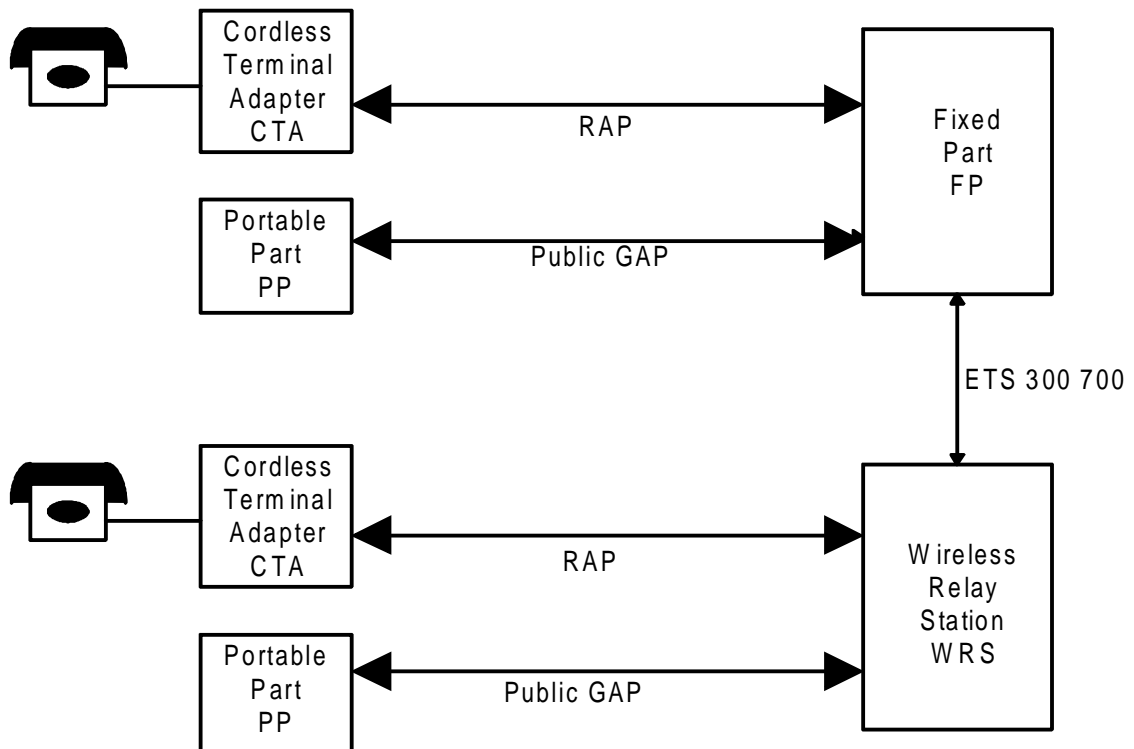 Cordless
Terminal
Adapter
CTA
RAP
Fixed
Part
FP
Portable
Part
PP
Public GAP
ETS 300 700
Cordless
Terminal
Adapter
CTA
RAP
Wireless
Relay
Station
WRS
Portable
Part
PP
Public GAP